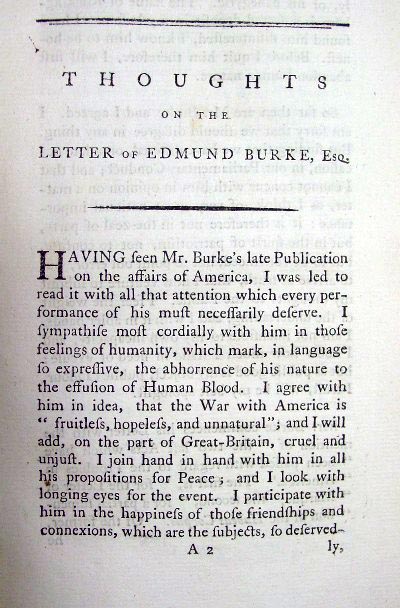 THOUGHTS
ON THE
LETTER OF EDMUND BURKE, Esq.
HAVING ſeen Mr. Burke's late Publication
on the affairs of America, I was led to
read it with all that attention which every per-
formance of his muſt neceſſarily deſerve. I
ſympathiſe moſt cordially with him in thoſe
feelings of humanity, which mark, in language
ſo expreſſive, the abhorrence of his nature to
the effuſion of Human Blood. I agree with
him in idea, that the War with America is
" fruitleſs, hopeleſs, and unnatural"; and I will
add, on the part of Great-Britain, cruel and
unjuſt. I join hand in hand with him in all
his propoſitions for Peace; and I look with
longing eyes for the event. I participate with
him in the happineſs of thoſe friendſhips and
connexions, which are the ſubjects, ſo deſerved-
A 2 ly,